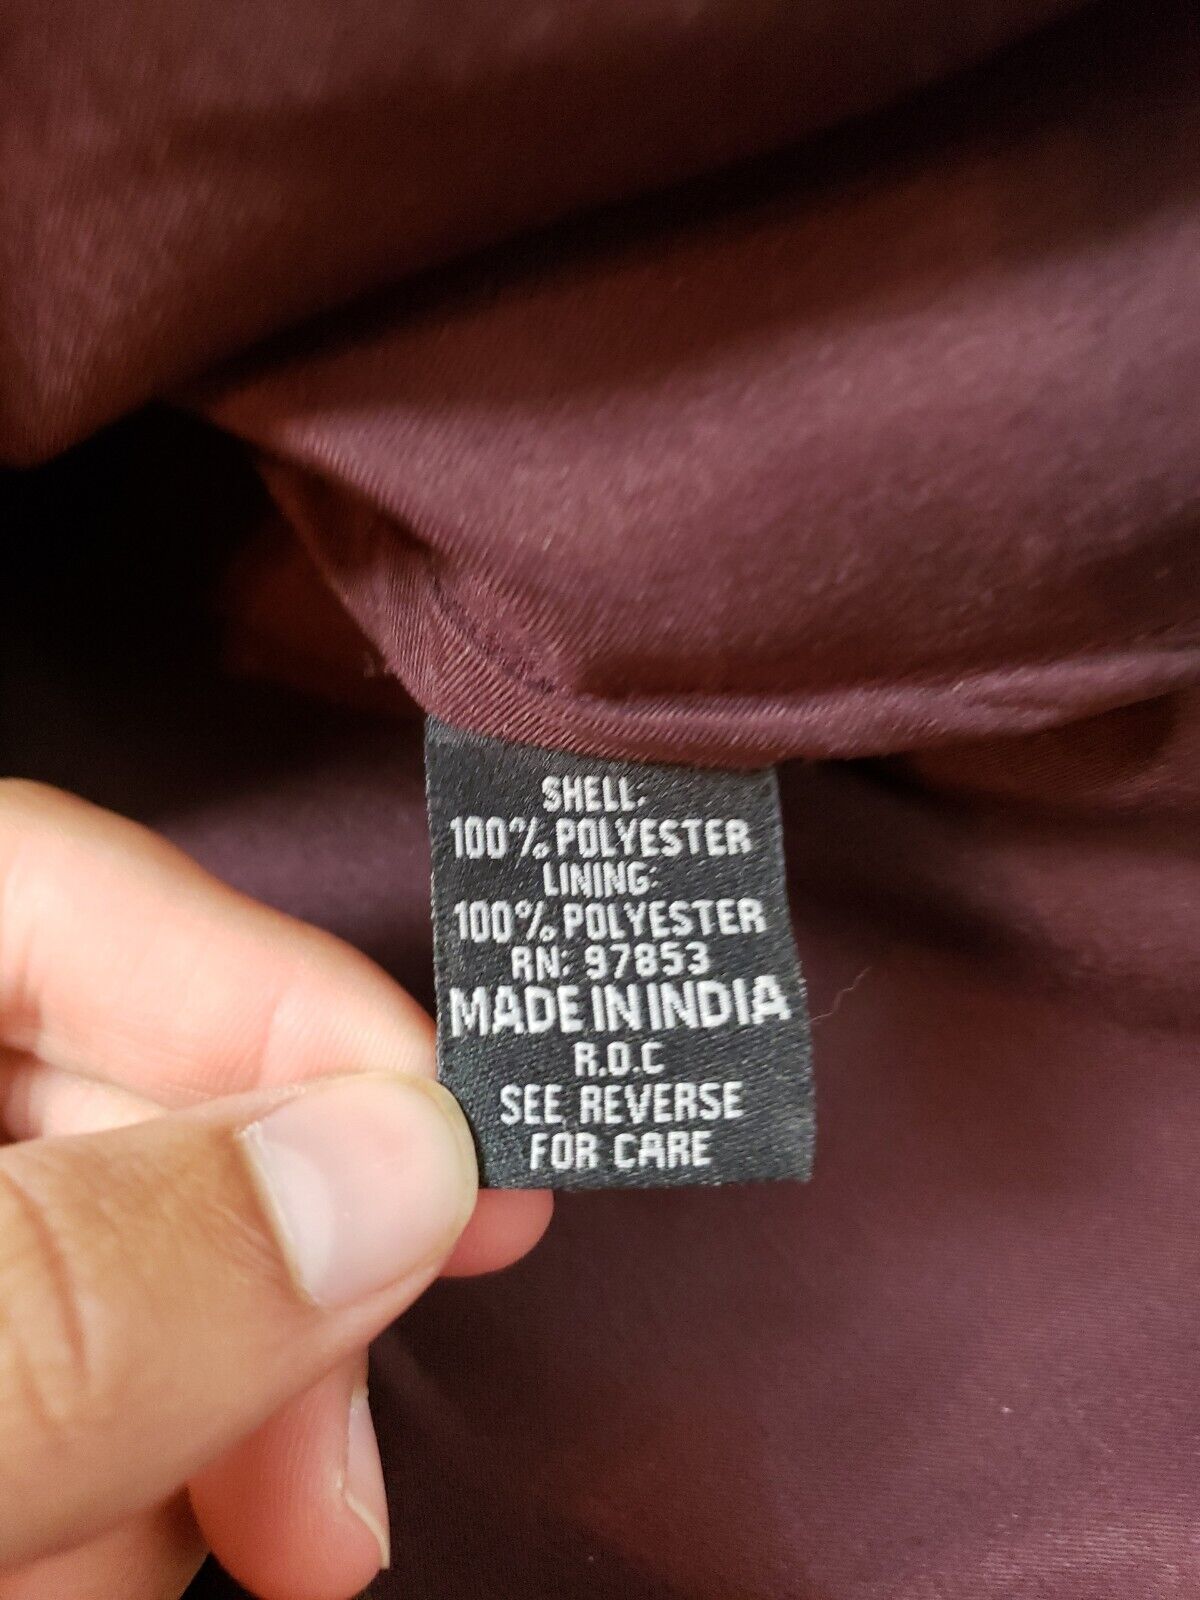 SHELL:
100% POLYESTER
LINING:
100% POLYESTER
RN: 97853
MADE IN INDIA
R.O.C
SEE REVERSE
FOR CARE